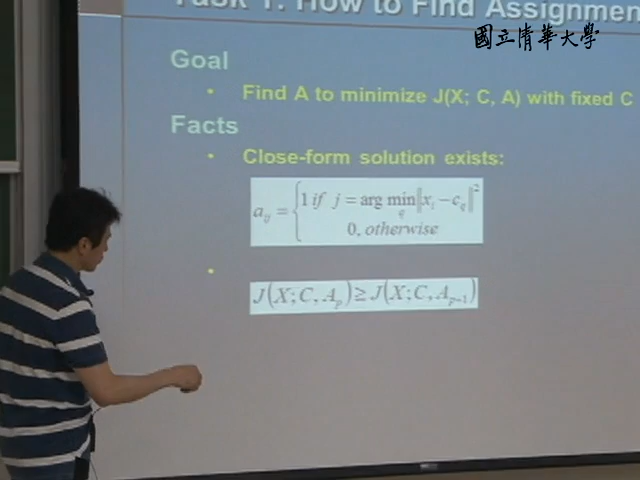 Task 1: How to Find Assignmen
國立清華大學
Goal
• Find A to minimize J(X; C, A) with fixed C
Facts
• Close-form solution exists:
a_ij = { 1 if j = arg min_q ||x_i − c_q||^2
0, otherwise
•
J(X;C,A_p) ≥ J(X;C,A_{p+1})